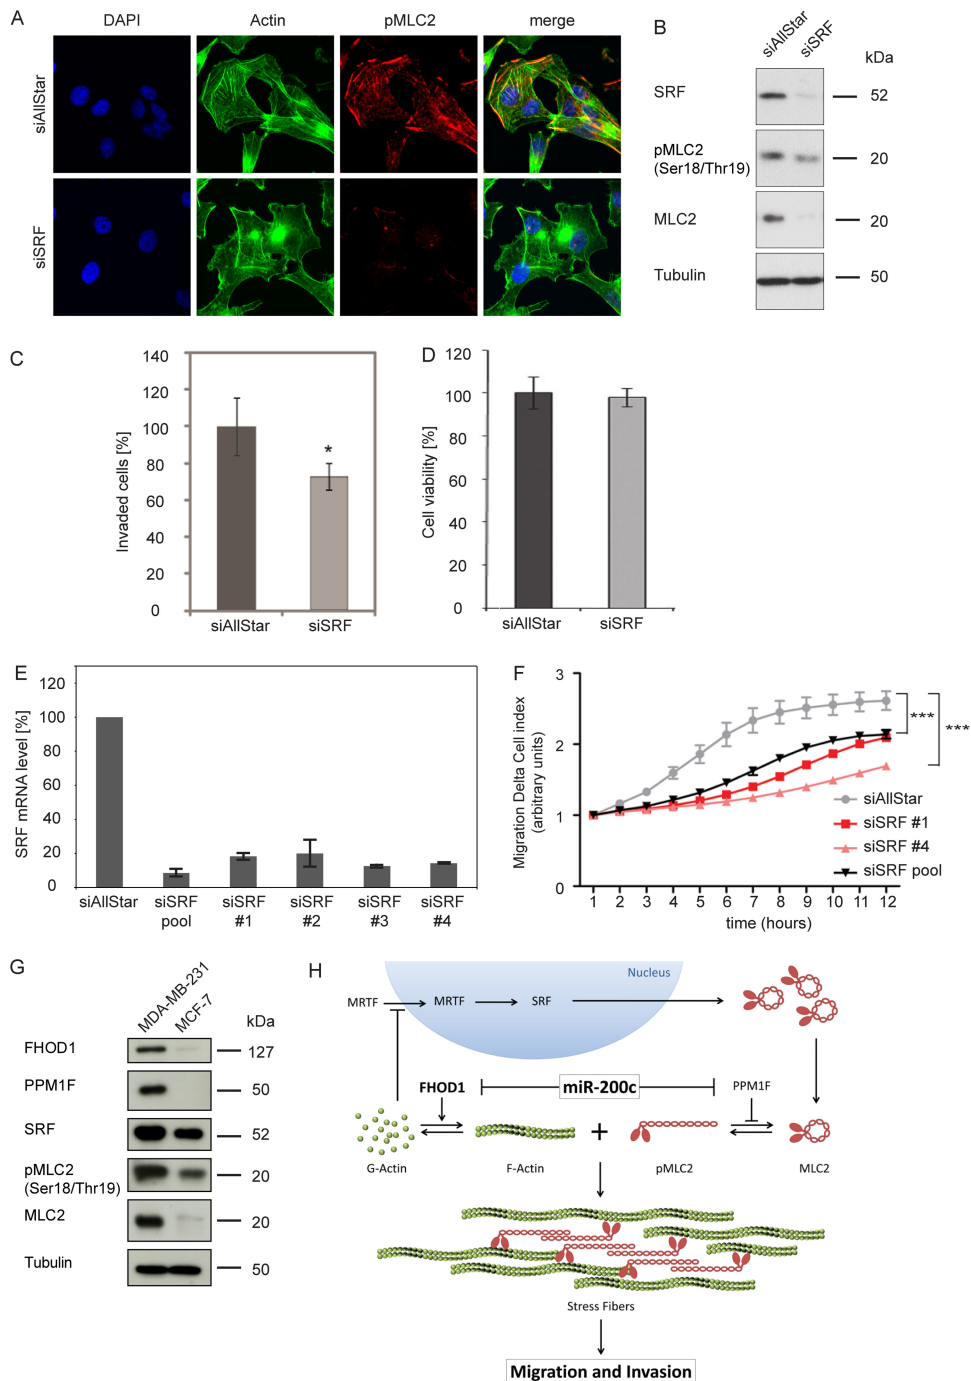 A
DAPI
Actin
pMLC2
merge
siAllStar
siSRF
B
siAllStar
siSRF
kDa
SRF
52
pMLC2
(Ser18/Thr19)
20
MLC2
20
Tubulin
50
C
Invaded cells [%]
140
120
100
80
60
40
20
0
*
siAllStar
siSRF
D
Cell viability [%]
120
100
80
60
40
20
0
siAllStar
siSRF
E
SRF mRNA level [%]
120
100
80
60
40
20
0
siAllStar
siSRF pool
siSRF #1
siSRF #2
siSRF #3
siSRF #4
F
Migration Delta Cell index
(arbitrary units)
3
2
1
0
***
***
siAllStar
siSRF #1
siSRF #4
siSRF pool
1 2 3 4 5 6 7 8 9 10 11 12
time (hours)
G
MDA-MB-231
MCF-7
kDa
FHOD1
127
PPM1F
50
SRF
52
pMLC2
(Ser18/Thr19)
20
MLC2
20
Tubulin
50
H
Nucleus
MRTF
MRTF
SRF
FHOD1
miR-200c
PPM1F
G-Actin
F-Actin
pMLC2
MLC2
+
Stress Fibers
Migration and Invasion